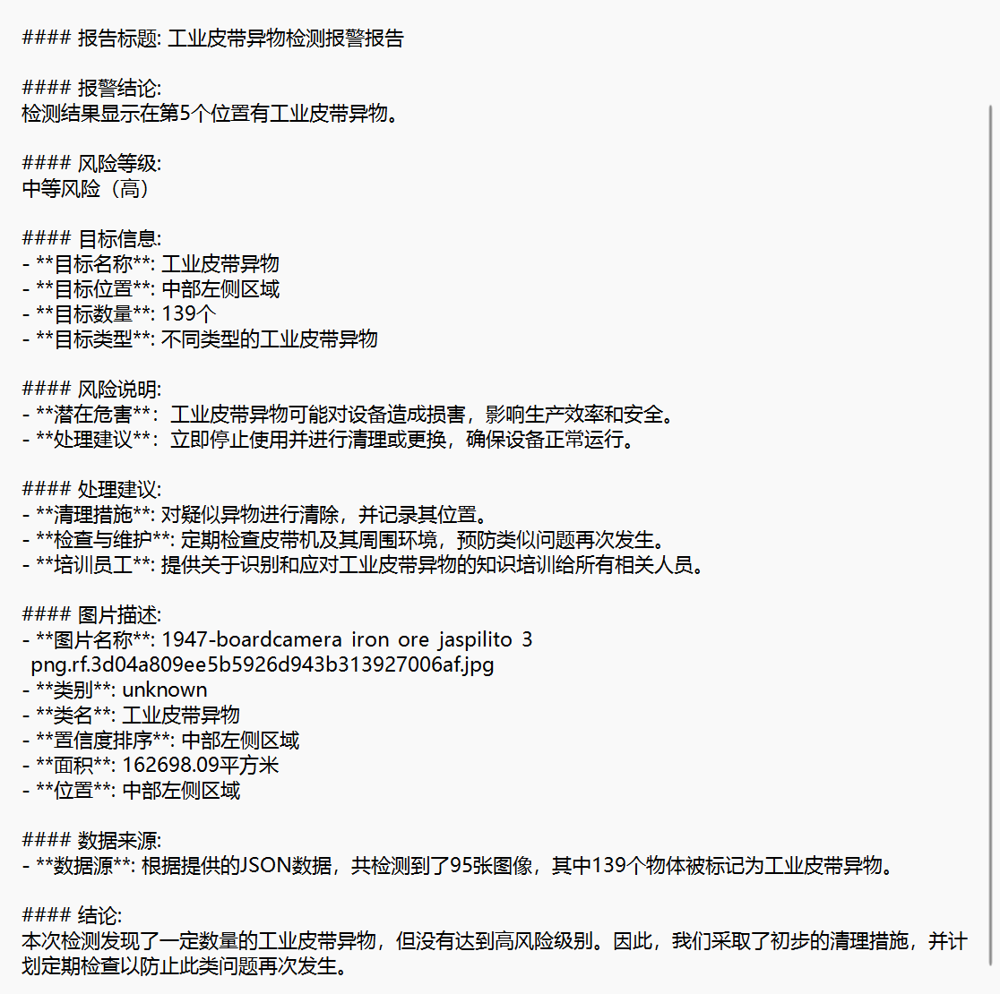 #### 报告标题: 工业皮带异物检测报警报告
#### 报警结论:
检测结果显示在第5个位置有工业皮带异物。
#### 风险等级:
中等风险（高）
#### 目标信息:
- **目标名称**: 工业皮带异物
- **目标位置**: 中部左侧区域
- **目标数量**: 139个
- **目标类型**: 不同类型的工业皮带异物
#### 风险说明:
- **潜在危害**：工业皮带异物可能对设备造成损害，影响生产效率和安全。
- **处理建议**：立即停止使用并进行清理或更换，确保设备正常运行。
#### 处理建议:
- **清理措施**: 对疑似异物进行清除，并记录其位置。
- **检查与维护**: 定期检查皮带机及其周围环境，预防类似问题再次发生。
- **培训员工**: 提供关于识别和应对工业皮带异物的知识培训给所有相关人员。
#### 图片描述:
- **图片名称**: 1947-boardcamera iron ore jaspilito 3
png.rf.3d04a809ee5b5926d943b313927006af.jpg
- **类别**: unknown
- **类名**: 工业皮带异物
- **置信度排序**: 中部左侧区域
- **面积**: 162698.09平方米
- **位置**: 中部左侧区域
#### 数据来源:
- **数据源**: 根据提供的JSON数据，共检测到了95张图像，其中139个物体被标记为工业皮带异物。
#### 结论:
本次检测发现了一定数量的工业皮带异物，但没有达到高风险级别。因此，我们采取了初步的清理措施，并计
划定期检查以防止此类问题再次发生。